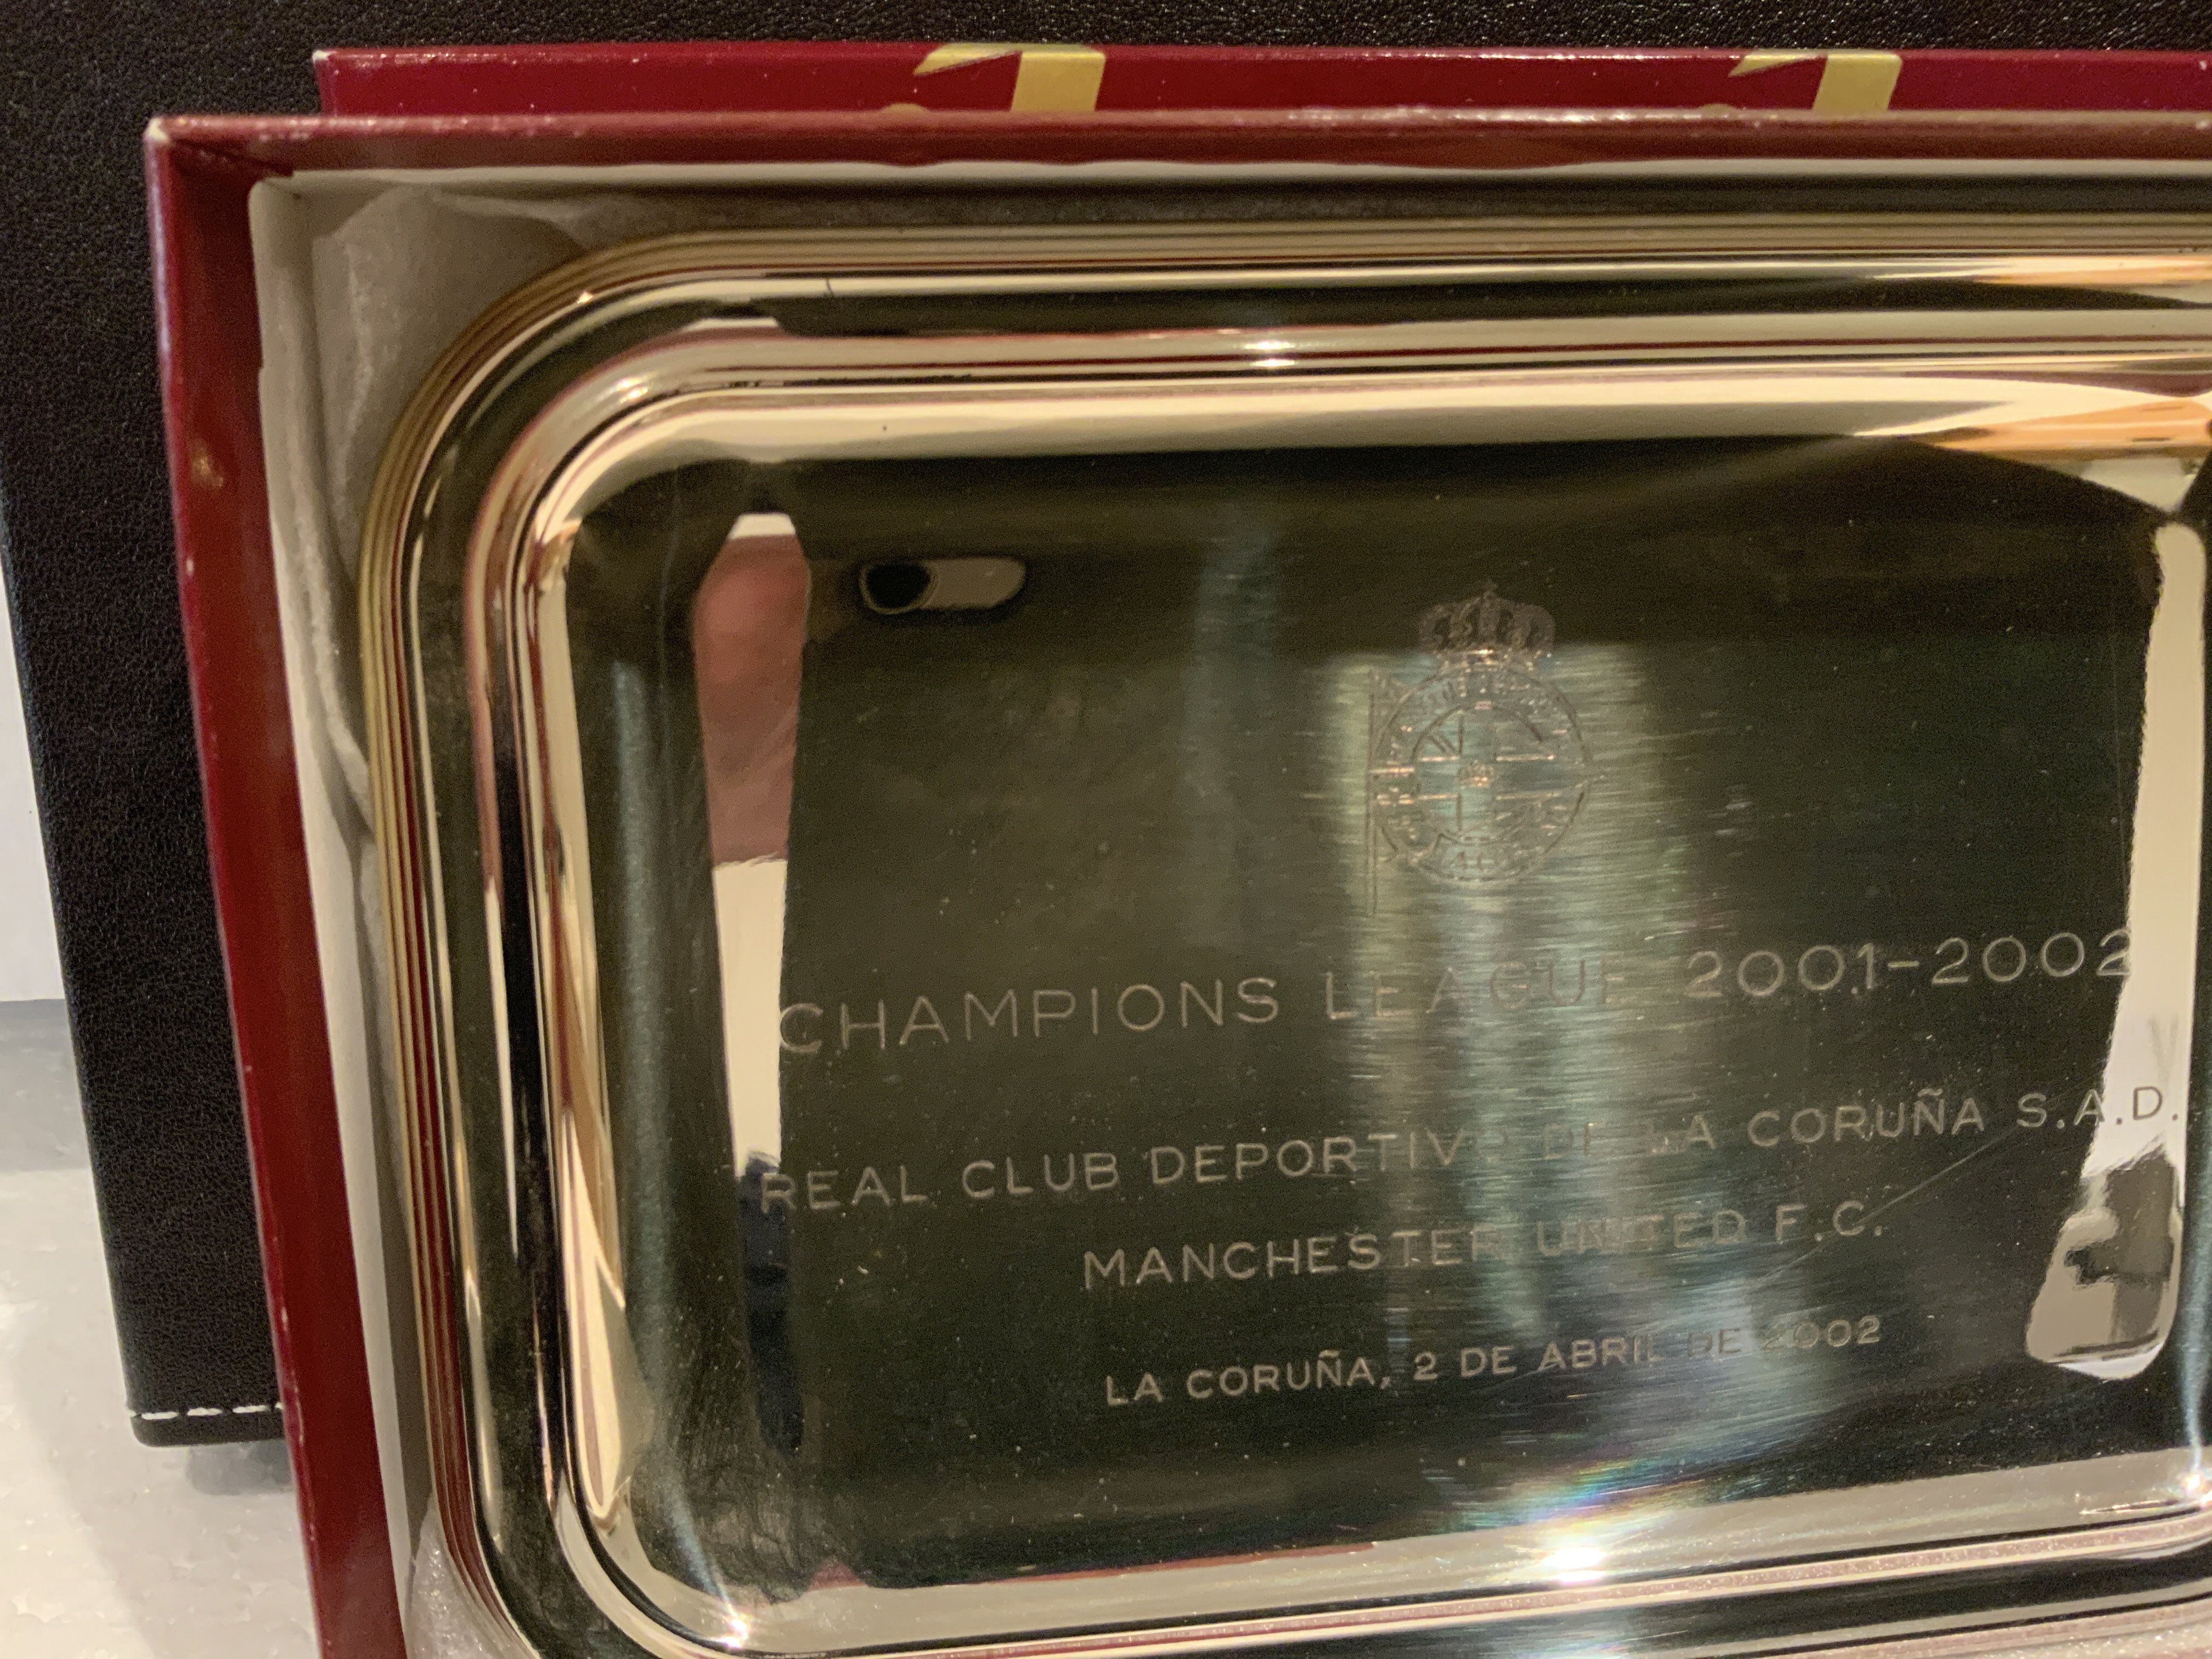 CHAMPIONS LEAGUE 2001-2002
REAL CLUB DEPORTIVO DE LA CORUÑA S.A.D.
MANCHESTER UNITED F.C.
LA CORUÑA, 2 DE ABRIL DE 2002